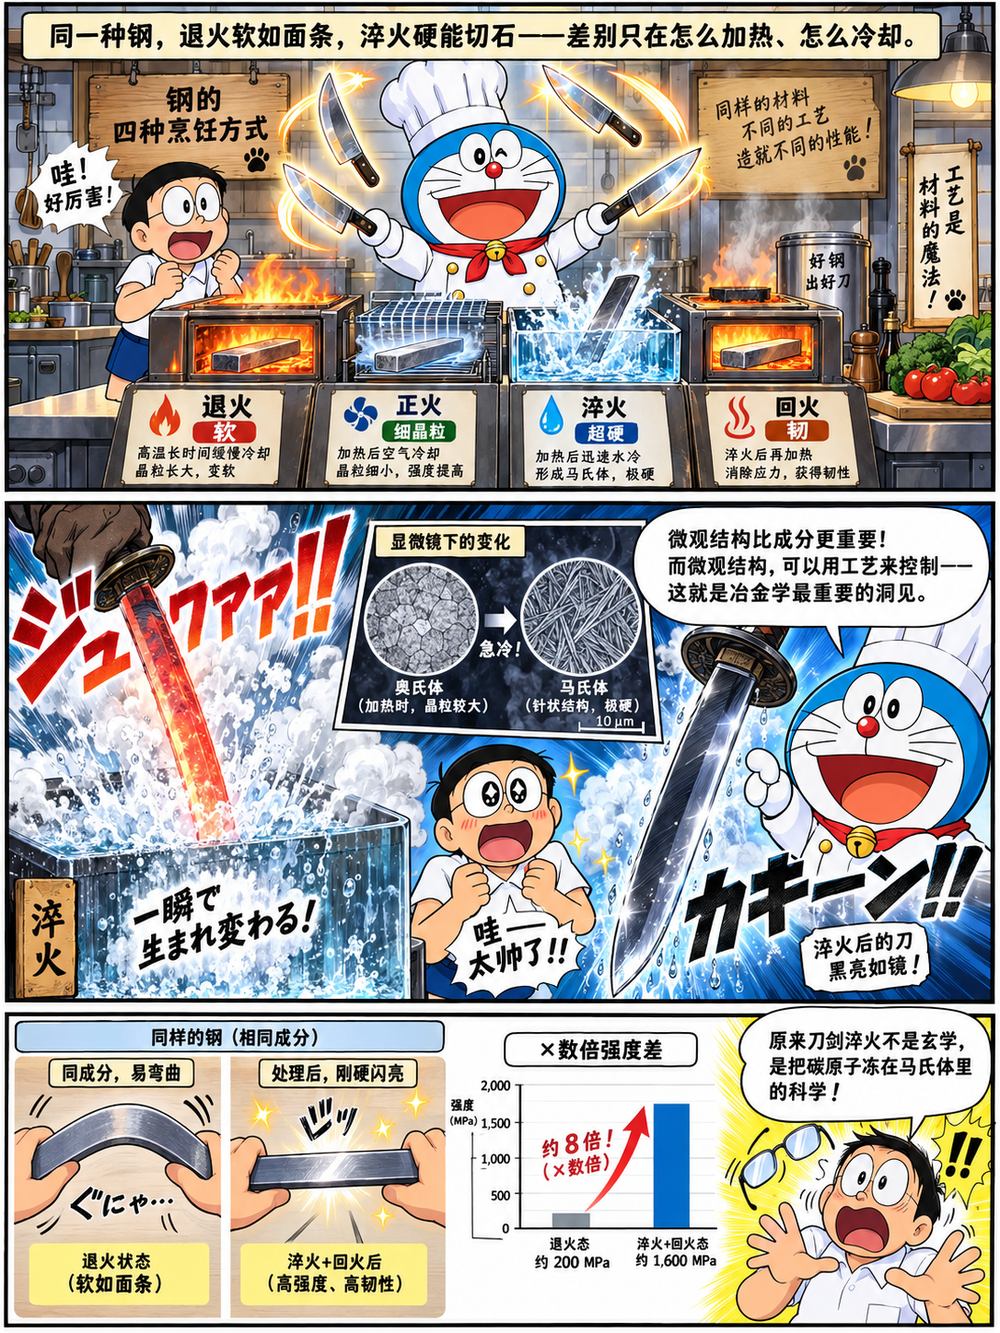 同一种钢，退火软如面条，淬火硬能切石——差别只在怎么加热、怎么冷却。
钢的
四种烹饪方式
哇！
好厉害！
同样的材料
不同的工艺
造就不同的性能！
工艺是
材料的魔法！
好钢
出好刀
退火
软
高温长时间缓慢冷却
晶粒长大，变软
正火
细晶粒
加热后空气冷却
晶粒细小，强度提高
淬火
超硬
加热后迅速水冷
形成马氏体，极硬
回火
韧
淬火后再加热
消除应力，获得韧性
ジュワァァ!!
显微镜下的变化
急冷！
奥氏体
（加热时，晶粒较大）
马氏体
（针状结构，极硬）
10 μm
微观结构比成分更重要！
而微观结构，可以用工艺来控制——
这就是冶金学最重要的洞见。
淬火
一瞬で
生まれ変わる！
哇——
太帅了!!
カキーン!!
淬火后的刀
黑亮如镜！
同样的钢（相同成分）
同成分，易弯曲
ぐにゃ…
退火状态
（软如面条）
处理后，刚硬闪亮
ビッ
淬火+回火后
（高强度、高韧性）
×数倍强度差
强度
(MPa)
2,000
1,500
1,000
500
0
约8倍！
（×数倍）
退火态
约 200 MPa
淬火+回火态
约 1,600 MPa
原来刀剑淬火不是玄学，
是把碳原子冻在马氏体里
的科学！
!!